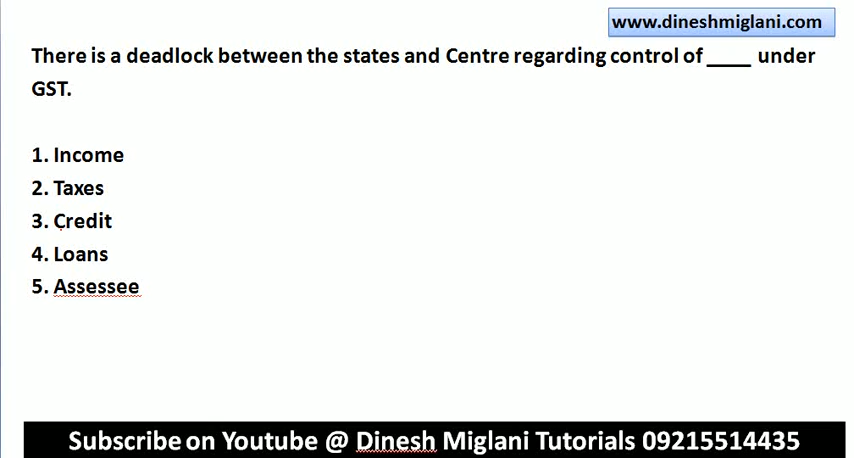 www.dineshmiglani.com
There is a deadlock between the states and Centre regarding control of ____ under
GST.
1. Income
2. Taxes
3. Credit
4. Loans
5. Assessee
Subscribe on Youtube @ Dinesh Miglani Tutorials 09215514435